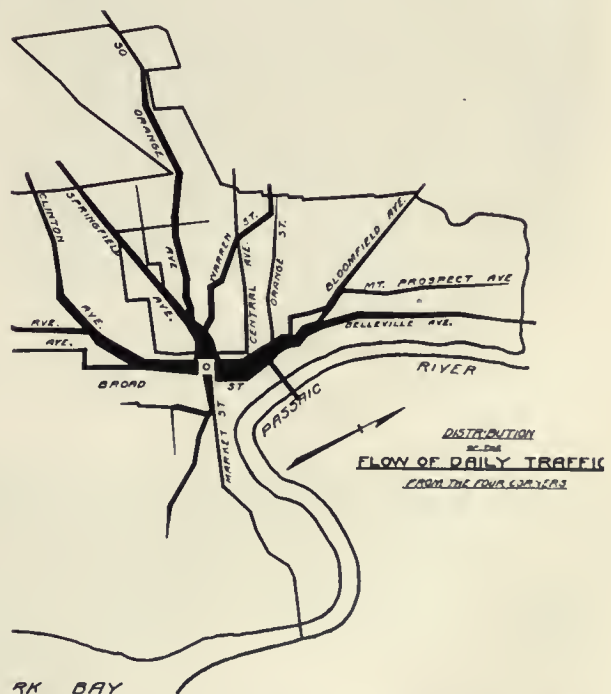 SO
ORANGE
AVE
CLINTON
AVE.
SPRINGFIELD
AVE.
WARREN ST.
CENTRAL AVE.
ORANGE ST.
BLOOMFIELD AVE.
MT. PROSPECT AVE
BELLEVILLE AVE.
AVE.
AVE.
BROAD ST
O
MARKET ST
PASSAIC
RIVER
DISTRIBUTION
OF THE
FLOW OF DAILY TRAFFIC
FROM THE FOUR CORNERS
RK BAY